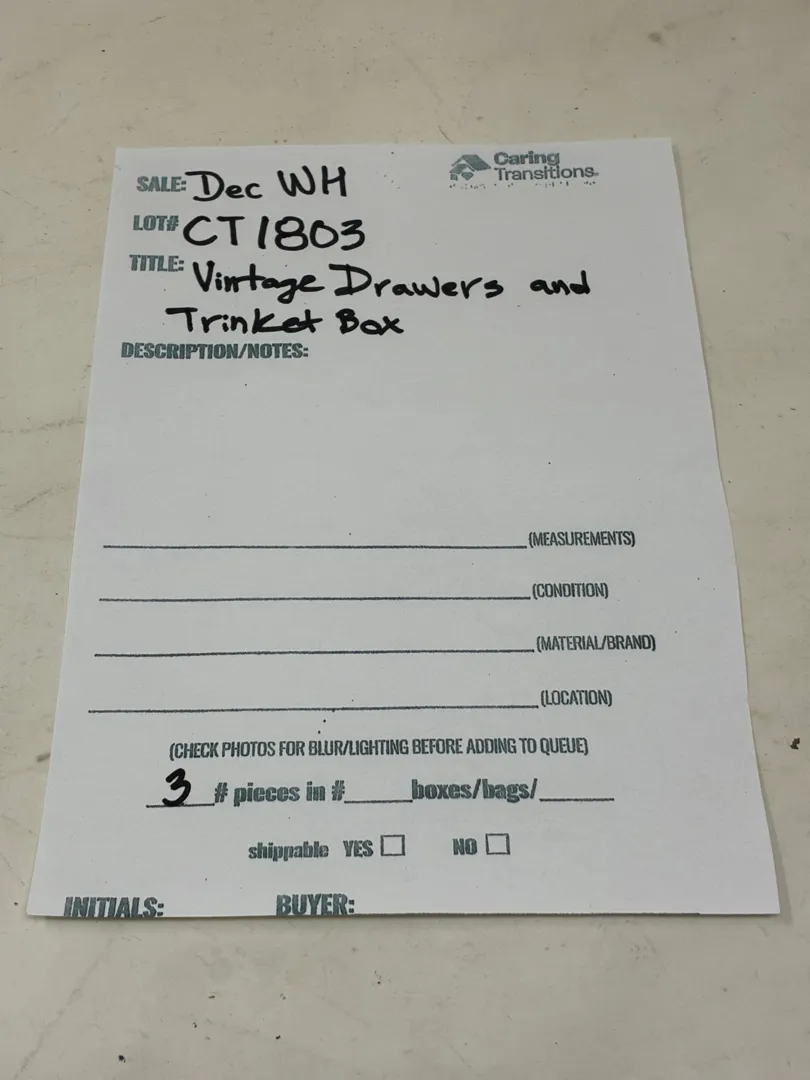 Caring
Transitions®
SALE: Dec WH
LOT# CT1803
TITLE: Vintage Drawers and
Trinket Box
DESCRIPTION/NOTES:
(MEASUREMENTS)
(CONDITION)
(MATERIAL/BRAND)
(LOCATION)
(CHECK PHOTOS FOR BLUR/LIGHTING BEFORE ADDING TO QUEUE)
3 # pieces in #______boxes/bags/______
shippable YES ☐ NO ☐
INITIALS: BUYER: